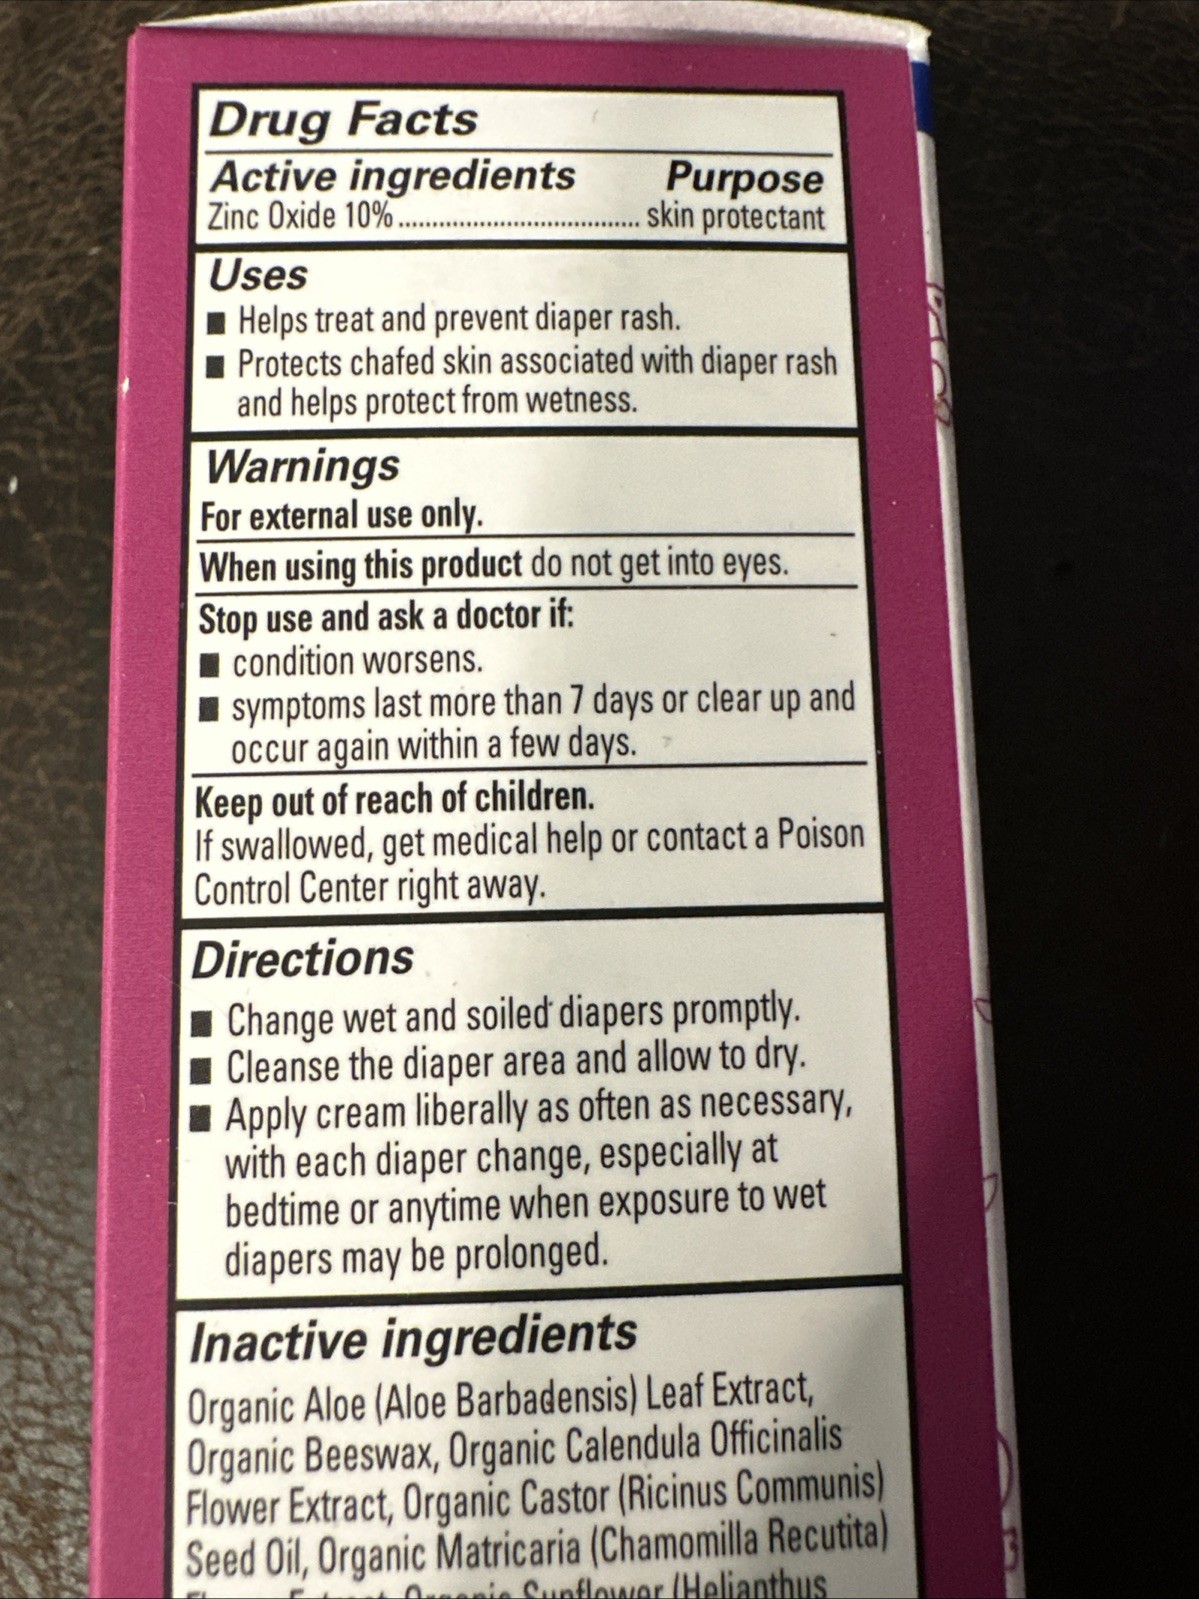 Drug Facts
Active ingredients Purpose
Zinc Oxide 10%.................................... skin protectant
Uses
■ Helps treat and prevent diaper rash.
■ Protects chafed skin associated with diaper rash
and helps protect from wetness.
Warnings
For external use only.
When using this product do not get into eyes.
Stop use and ask a doctor if:
■ condition worsens.
■ symptoms last more than 7 days or clear up and
occur again within a few days.
Keep out of reach of children.
If swallowed, get medical help or contact a Poison
Control Center right away.
Directions
■ Change wet and soiled diapers promptly.
■ Cleanse the diaper area and allow to dry.
■ Apply cream liberally as often as necessary,
with each diaper change, especially at
bedtime or anytime when exposure to wet
diapers may be prolonged.
Inactive ingredients
Organic Aloe (Aloe Barbadensis) Leaf Extract,
Organic Beeswax, Organic Calendula Officinalis
Flower Extract, Organic Castor (Ricinus Communis)
Seed Oil, Organic Matricaria (Chamomilla Recutita)
Organic Sunflower (Helianthus